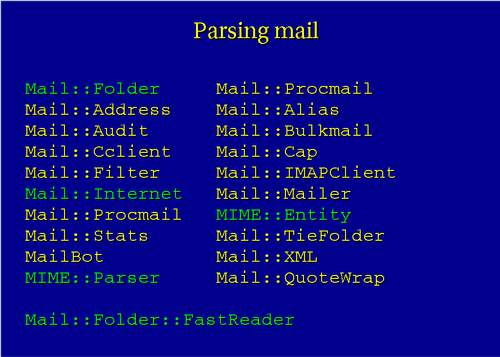 Parsing mail
Mail::Folder Mail::Procmail
Mail::Address Mail::Alias
Mail::Audit Mail::Bulkmail
Mail::Cclient Mail::Cap
Mail::Filter Mail::IMAPClient
Mail::Internet Mail::Mailer
Mail::Procmail MIME::Entity
Mail::Stats Mail::TieFolder
MailBot Mail::XML
MIME::Parser Mail::QuoteWrap
Mail::Folder::FastReader